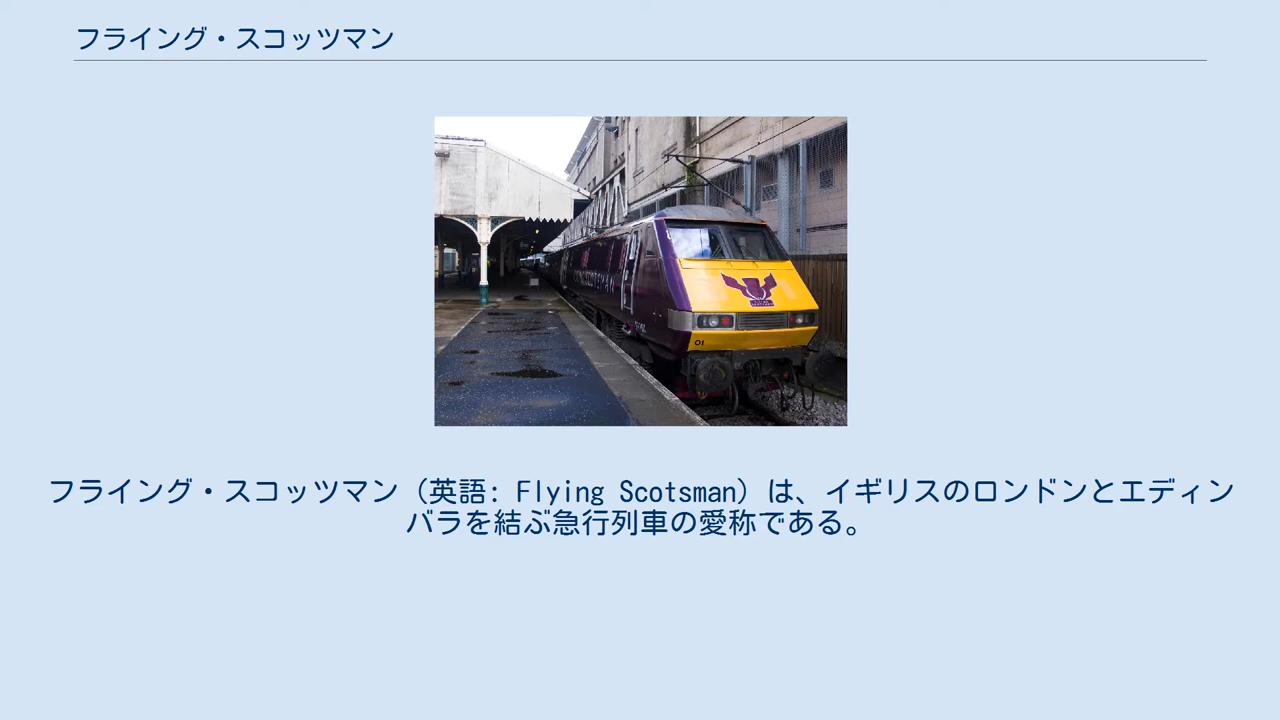 フライング・スコッツマン
01
フライング・スコッツマン（英語: Flying Scotsman）は、イギリスのロンドンとエディン
バラを結ぶ急行列車の愛称である。